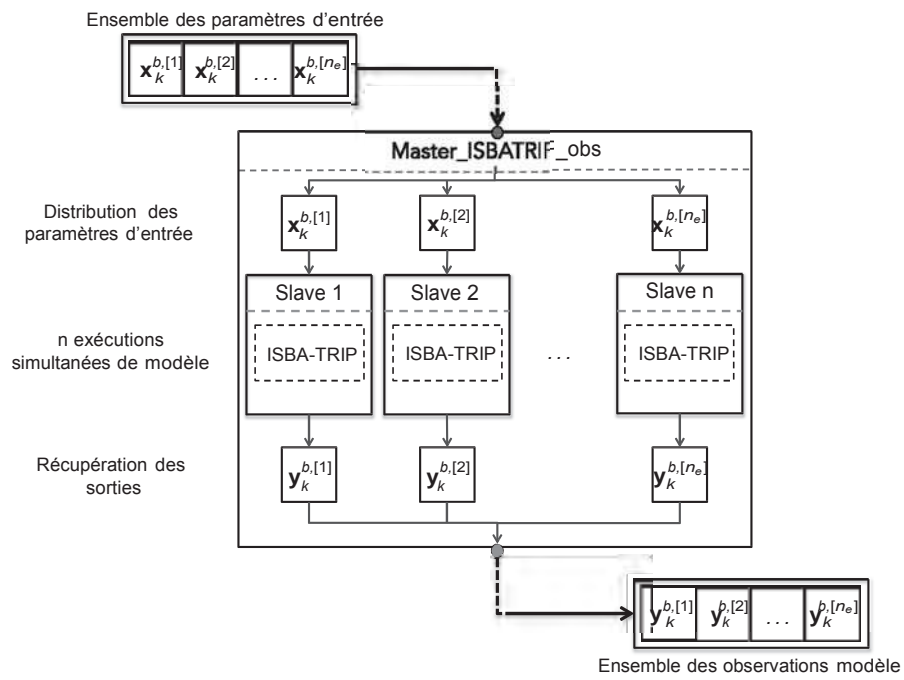 Ensemble des paramètres d'entrée
x_k^{b,[1]} x_k^{b,[2]} ... x_k^{b,[n_e]}
Master_ISBATRIP_obs
Distribution des
paramètres d'entrée
x_k^{b,[1]} x_k^{b,[2]} x_k^{b,[n_e]}
Slave 1 Slave 2 Slave n
n exécutions
simultanées de modèle
ISBA-TRIP ISBA-TRIP ... ISBA-TRIP
Récupération des
sorties
y_k^{b,[1]} y_k^{b,[2]} y_k^{b,[n_e]}
y_k^{b,[1]} y_k^{b,[2]} ... y_k^{b,[n_e]}
Ensemble des observations modèle